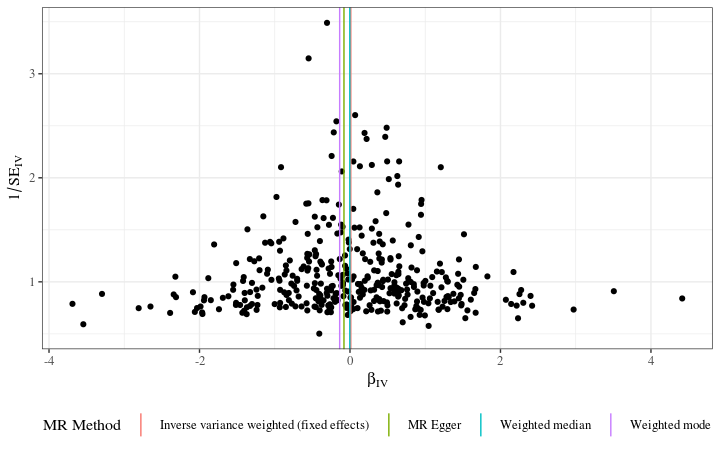 1/SE_IV
3
2
1
-4 -2 0 2 4
β_IV
MR Method Inverse variance weighted (fixed effects) MR Egger Weighted median Weighted mode